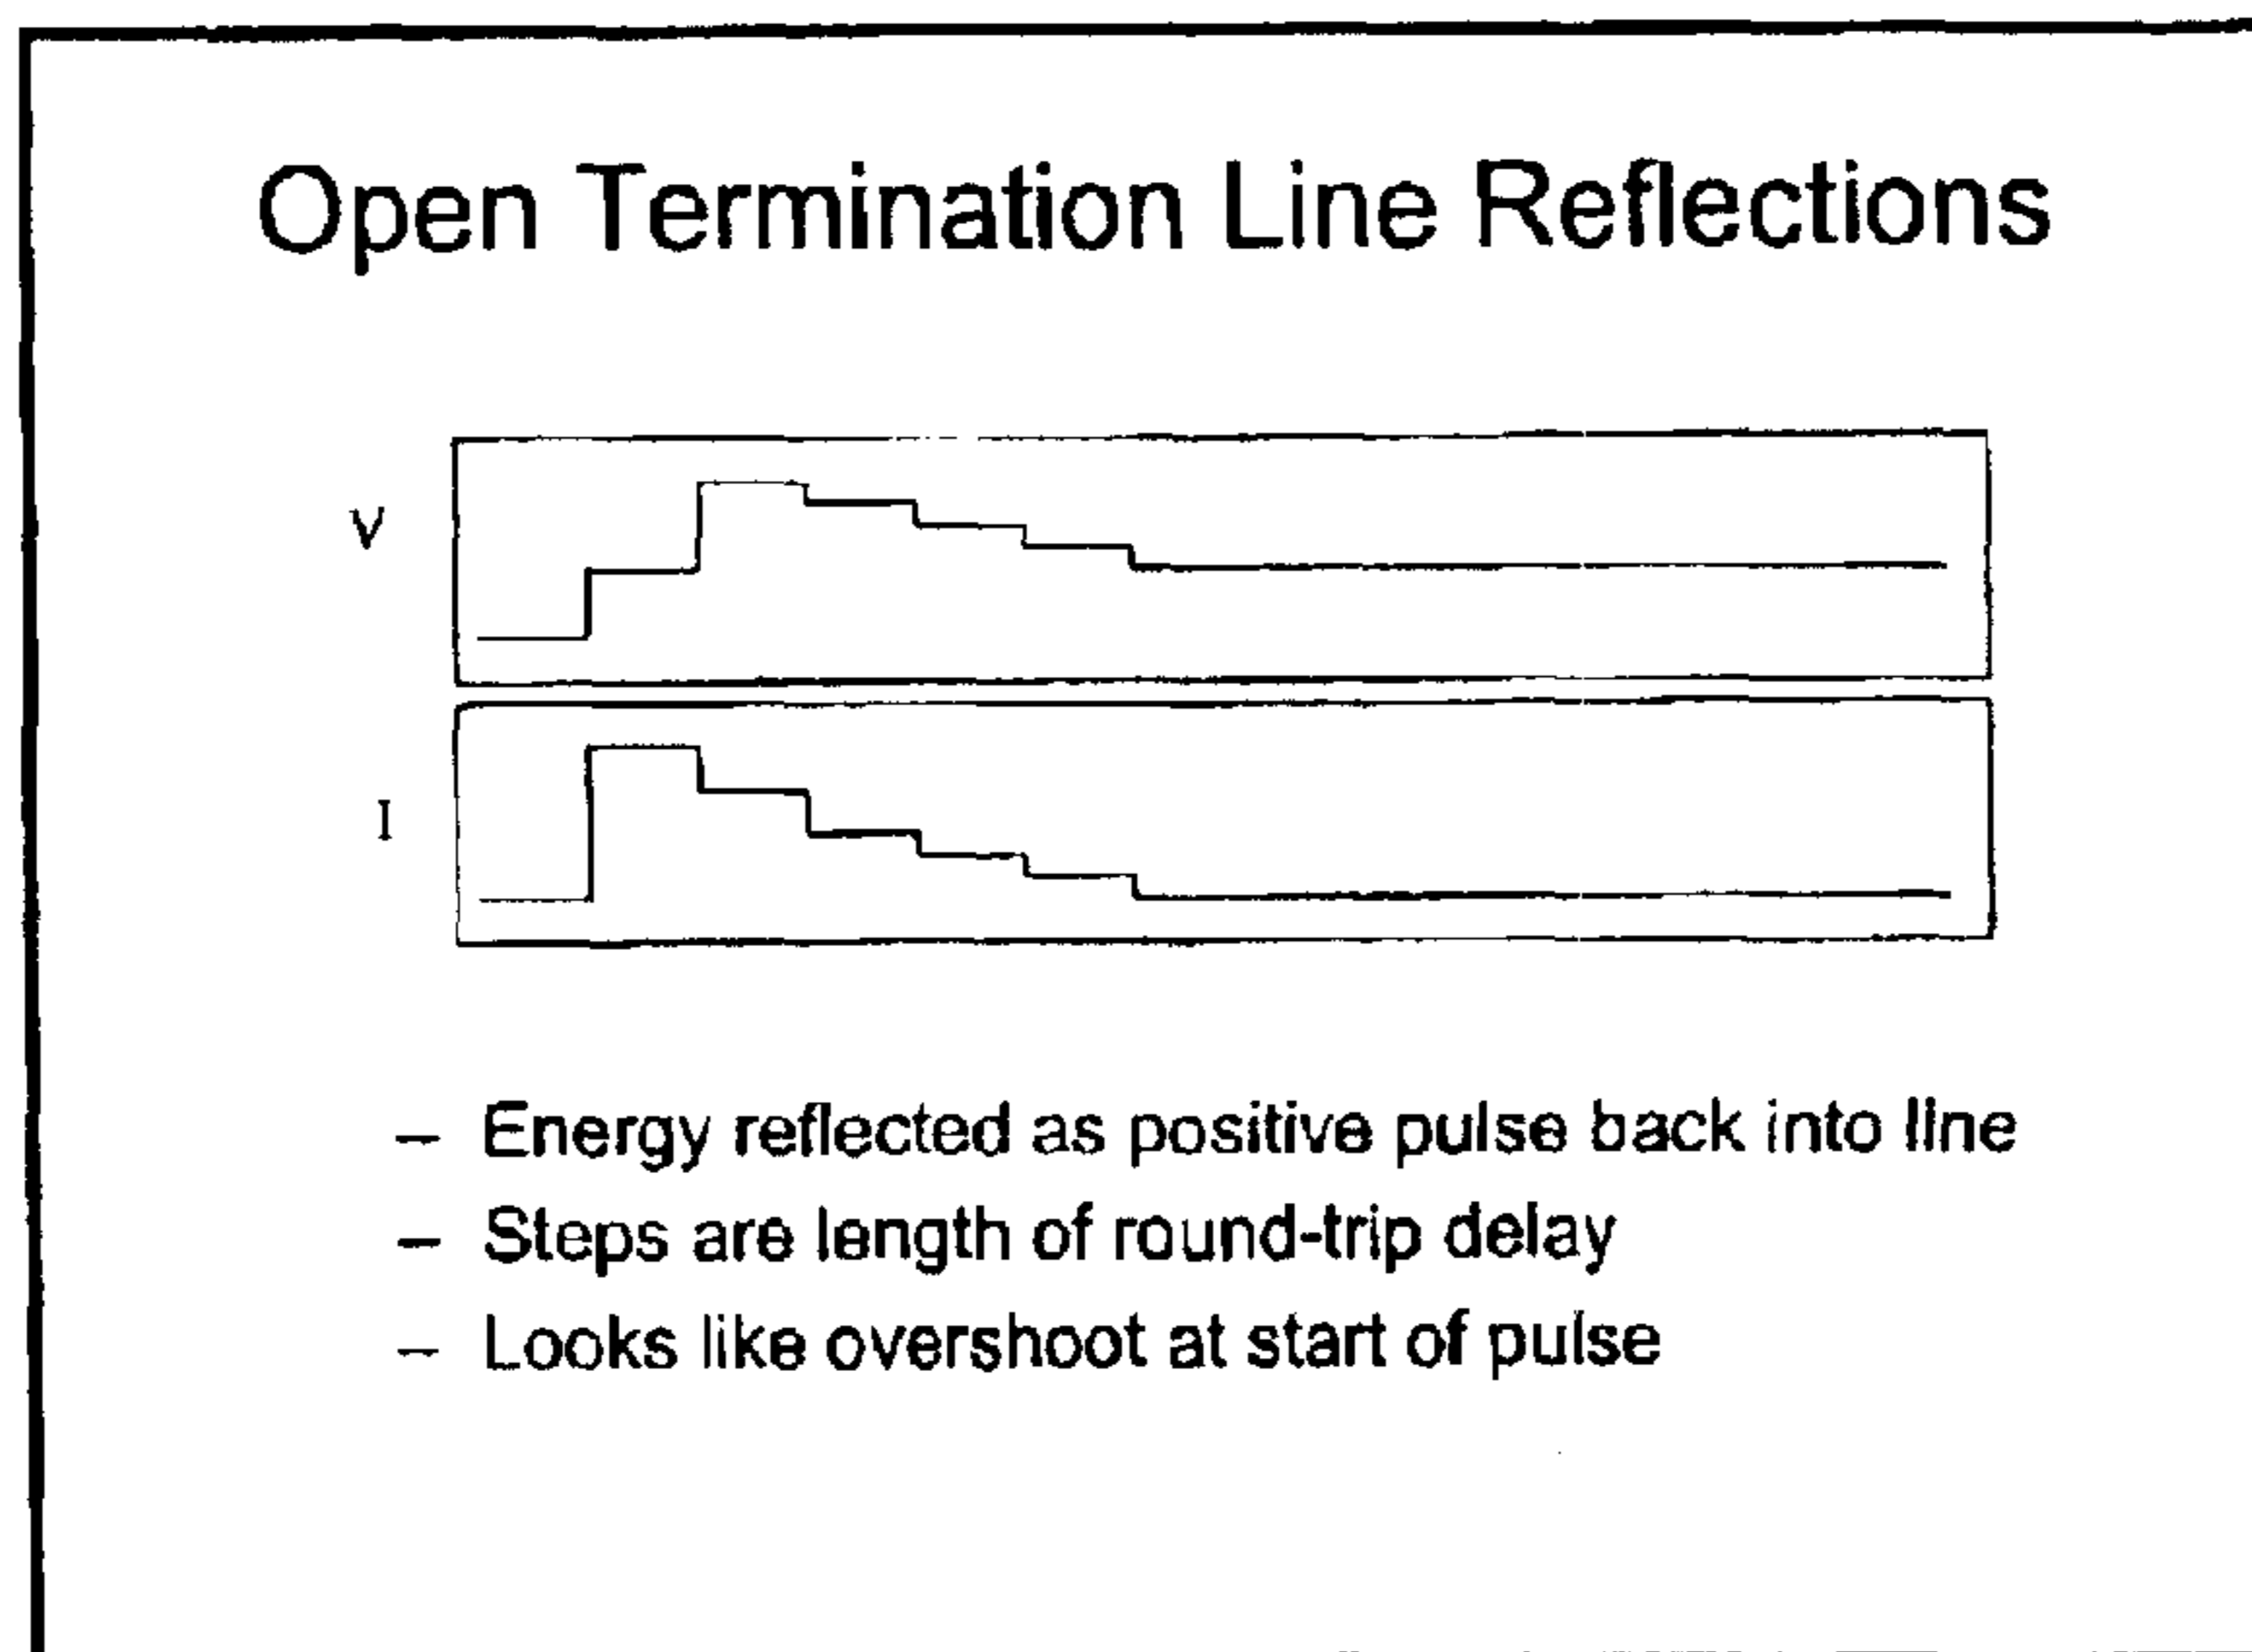 Open Termination Line Reflections
V
I
– Energy reflected as positive pulse back into line
– Steps are length of round-trip delay
– Looks like overshoot at start of pulse